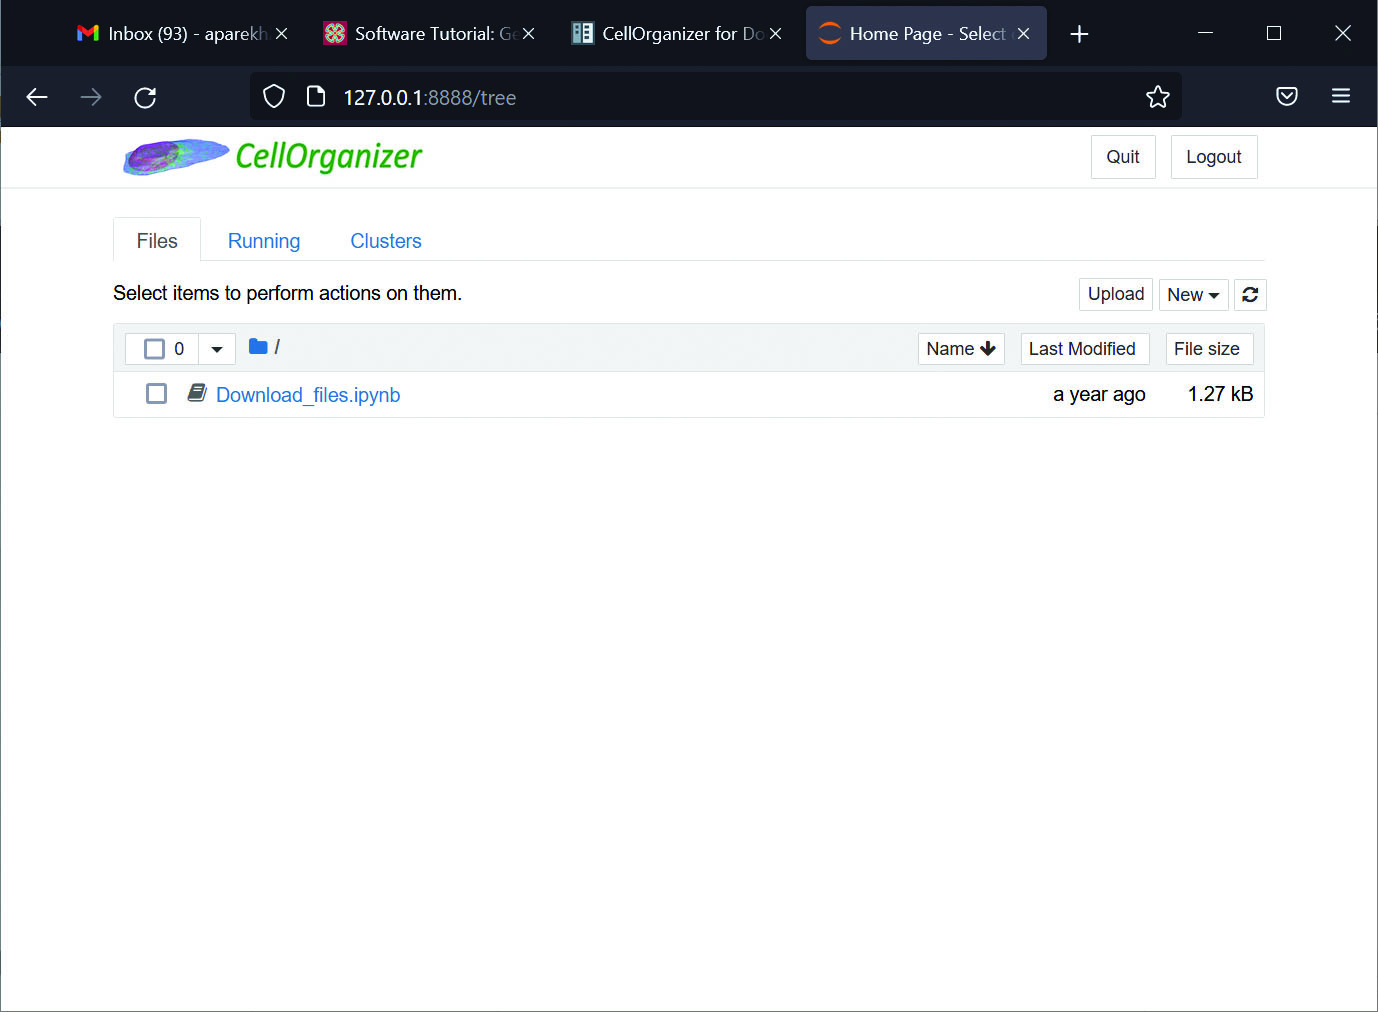 Inbox (93) - aparekh Software Tutorial: Ge CellOrganizer for Do Home Page - Select
127.0.0.1:8888/tree
CellOrganizer Quit Logout
Files Running Clusters
Select items to perform actions on them. Upload New
0 / Name Last Modified File size
Download_files.ipynb a year ago 1.27 kB